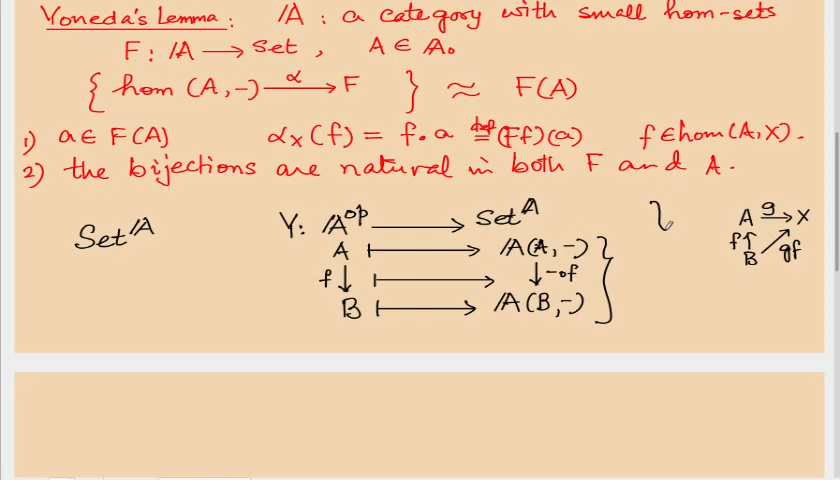 Yoneda's Lemma: 𝔸 : a category with small hom-sets
F: 𝔸 → Set, A ∈ 𝔸₀
{ hom (A,-) —α→ F } ≈ F(A)
1) a ∈ F(A) αₓ(f) = f • a ≝ (Ff)(a) f ∈ hom(A,X).
2) the bijections are natural in both F and A.
Set^𝔸 Y: 𝔸^op → Set^𝔸
A ↦ 𝔸(A,-)
f ↓ ↦ ↓ -∘f
B ↦ 𝔸(B,-) }
A —g→ X
f ↑ ↗ gf
B